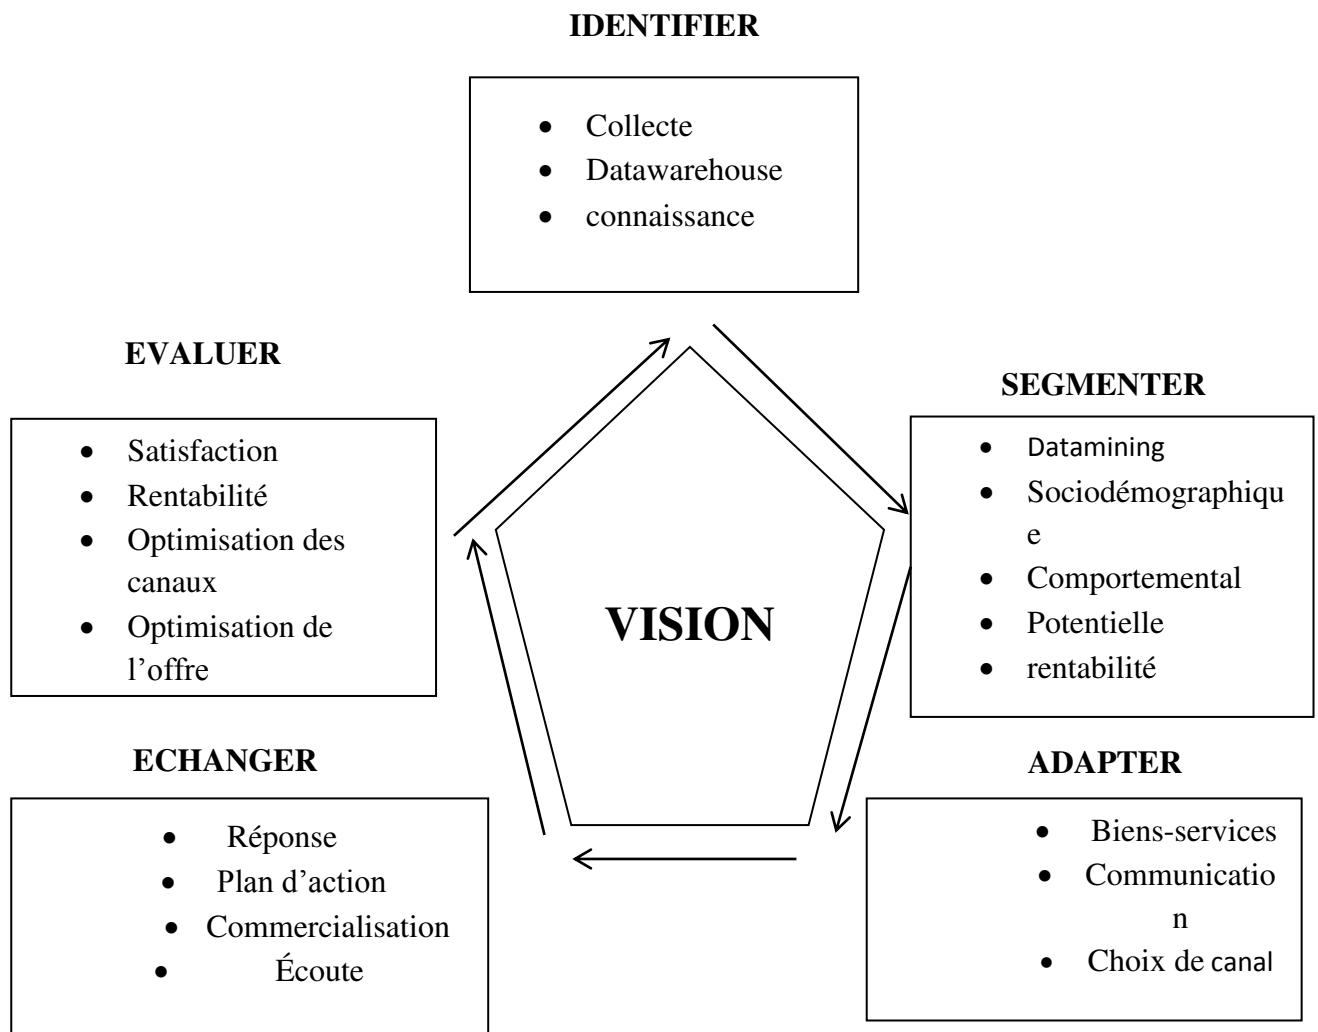 IDENTIFIER
• Collecte
• Datawarehouse
• connaissance
EVALUER
• Satisfaction
• Rentabilité
• Optimisation des
canaux
• Optimisation de
l’offre
SEGMENTER
• Datamining
• Sociodémographiqu
e
• Comportemental
• Potentielle
• rentabilité
VISION
ECHANGER
• Réponse
• Plan d’action
• Commercialisation
• Écoute
ADAPTER
• Biens-services
• Communicatio
n
• Choix de canal